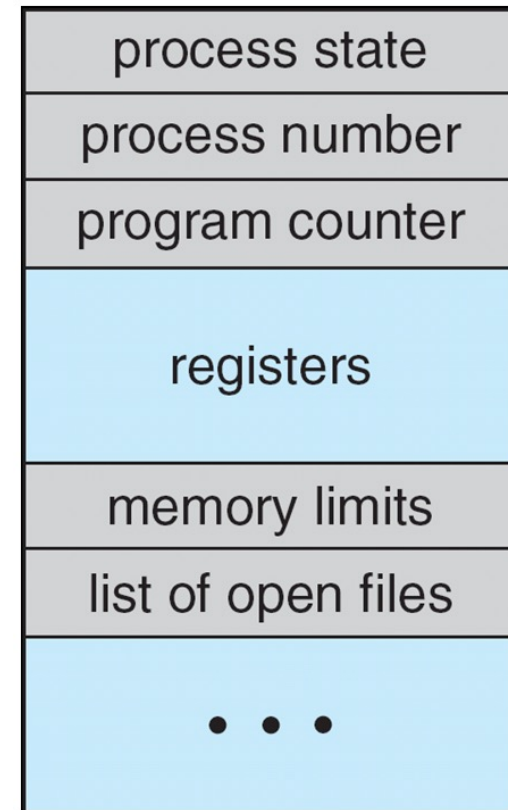 process state
process number
program counter
registers
memory limits
list of open files
• • •